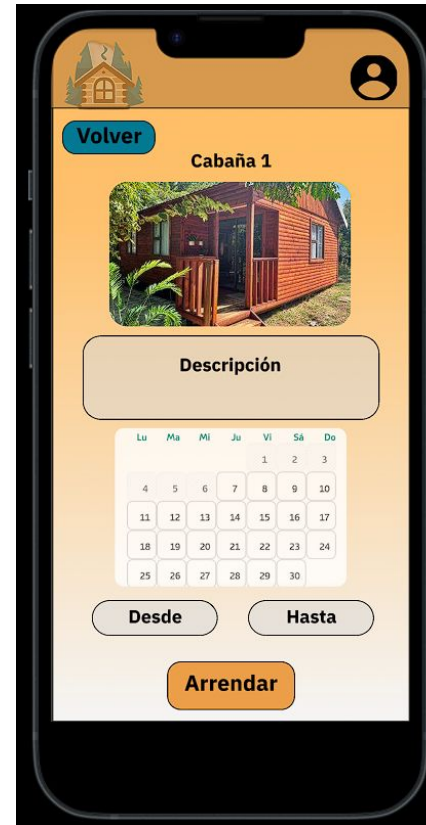 Volver
Cabaña 1
Descripción
Lu Ma Mi Ju Vi Sá Do
1 2 3
4 5 6 7 8 9 10
11 12 13 14 15 16 17
18 19 20 21 22 23 24
25 26 27 28 29 30
Desde Hasta
Arrendar